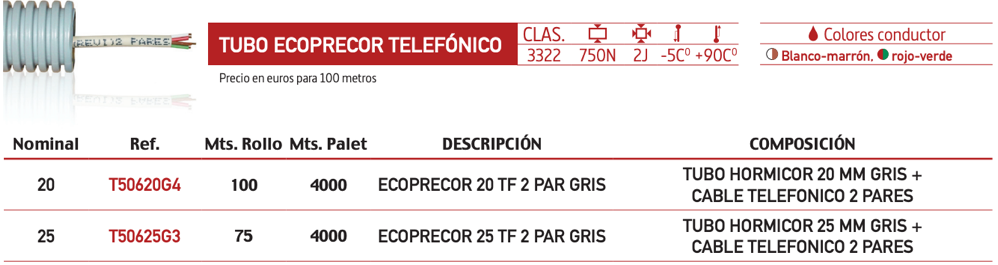 REVI)2 PARES
TUBO ECOPRECOR TELEFÓNICO
CLAS.
3322 750N 2J -5C⁰ +90C⁰
Colores conductor
Blanco-marrón, rojo-verde
Precio en euros para 100 metros
Nominal Ref. Mts. Rollo Mts. Palet DESCRIPCIÓN COMPOSICIÓN
20 T50620G4 100 4000 ECOPRECOR 20 TF 2 PAR GRIS TUBO HORMICOR 20 MM GRIS +
CABLE TELEFONICO 2 PARES
25 T50625G3 75 4000 ECOPRECOR 25 TF 2 PAR GRIS TUBO HORMICOR 25 MM GRIS +
CABLE TELEFONICO 2 PARES